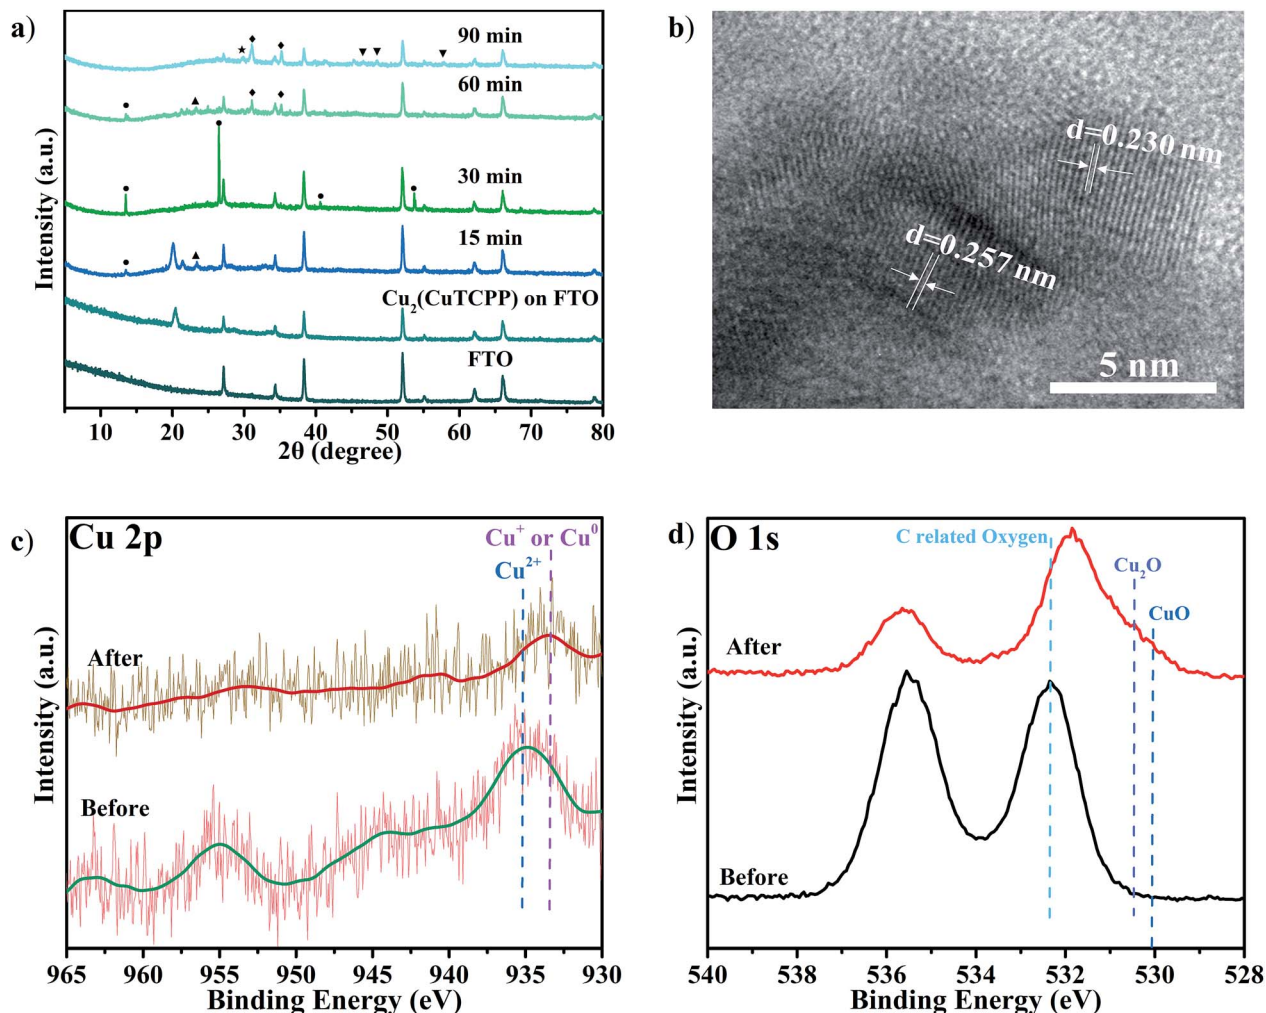 a)
90 min
60 min
30 min
15 min
Cu₂(CuTCPP) on FTO
FTO
Intensity (a.u.)
10 20 30 40 50 60 70 80
2θ (degree)
b)
d=0.230 nm
d=0.257 nm
5 nm
c)
Cu 2p
Cu⁺ or Cu⁰
Cu²⁺
After
Before
Intensity (a.u.)
965 960 955 950 945 940 935 930
Binding Energy (eV)
d)
O 1s
C related Oxygen
Cu₂O
CuO
After
Before
Intensity (a.u.)
540 538 536 534 532 530 528
Binding Energy (eV)